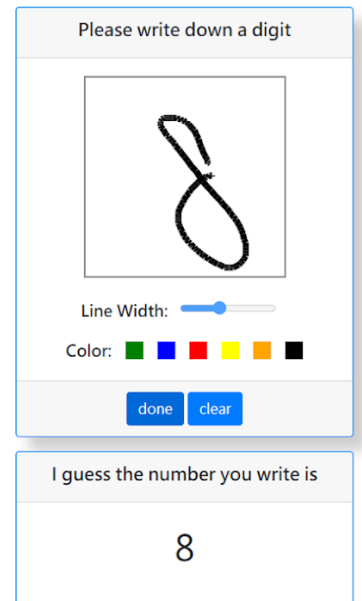 Please write down a digit
8
Line Width:
Color:
done clear
I guess the number you write is
8